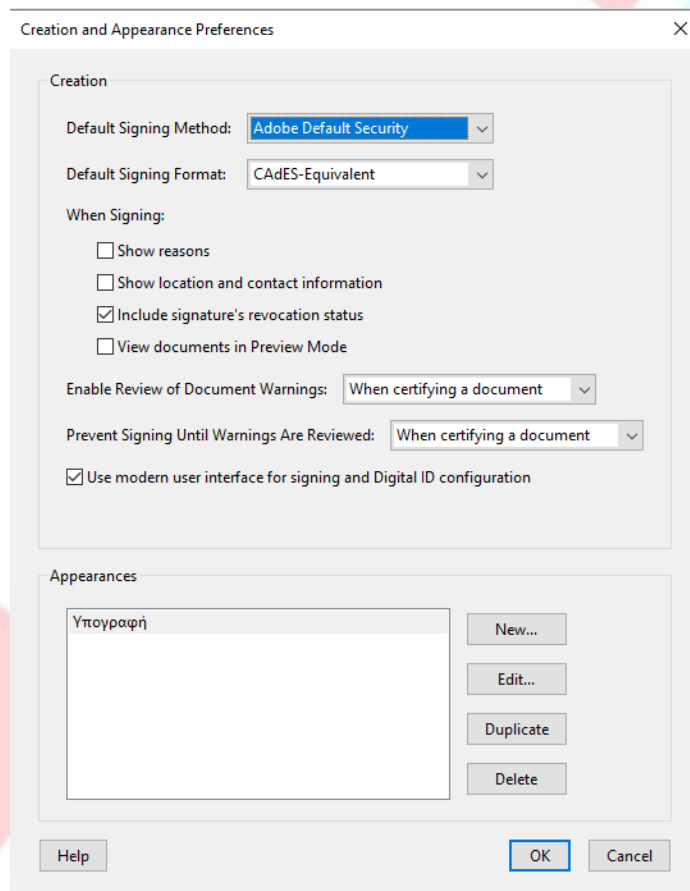 Creation and Appearance Preferences
Creation
Default Signing Method: Adobe Default Security
Default Signing Format: CAdES-Equivalent
When Signing:
Show reasons
Show location and contact information
Include signature's revocation status
View documents in Preview Mode
Enable Review of Document Warnings: When certifying a document
Prevent Signing Until Warnings Are Reviewed: When certifying a document
Use modern user interface for signing and Digital ID configuration
Appearances
Υπογραφή
New...
Edit...
Duplicate
Delete
Help OK Cancel